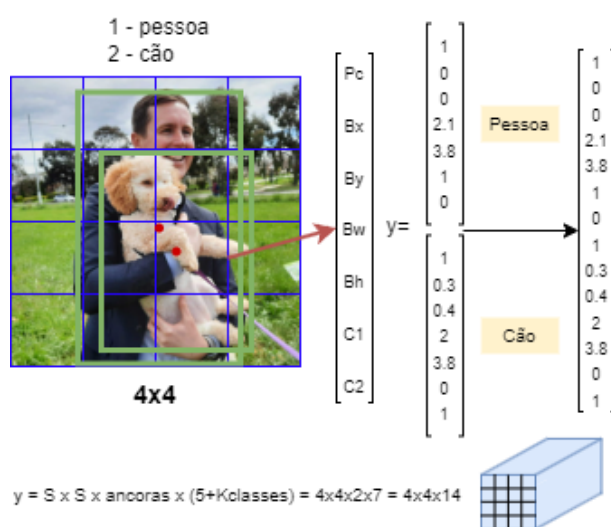 1 - pessoa
2 - cão
4x4
Pc
Bx
By
Bw
Bh
C1
C2
y=
1
0
0
2.1
3.8
1
0
1
0.3
0.4
2
3.8
0
1
Pessoa
Cão
1
0
0
2.1
3.8
1
0
1
0.3
0.4
2
3.8
0
1
y = S x S x ancoras x (5+Kclasses) = 4x4x2x7 = 4x4x14